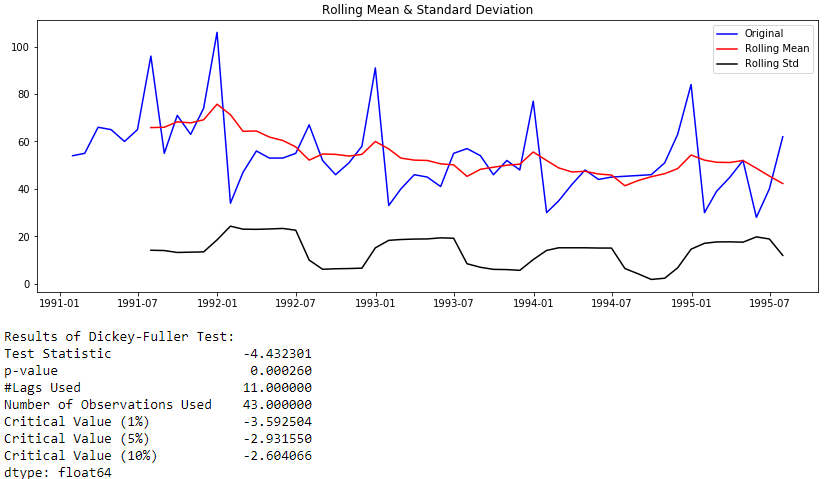 Rolling Mean & Standard Deviation
Original
Rolling Mean
Rolling Std
100
80
60
40
20
0
1991-01 1991-07 1992-01 1992-07 1993-01 1993-07 1994-01 1994-07 1995-01 1995-07
Results of Dickey-Fuller Test:
Test Statistic -4.432301
p-value 0.000260
#Lags Used 11.000000
Number of Observations Used 43.000000
Critical Value (1%) -3.592504
Critical Value (5%) -2.931550
Critical Value (10%) -2.604066
dtype: float64